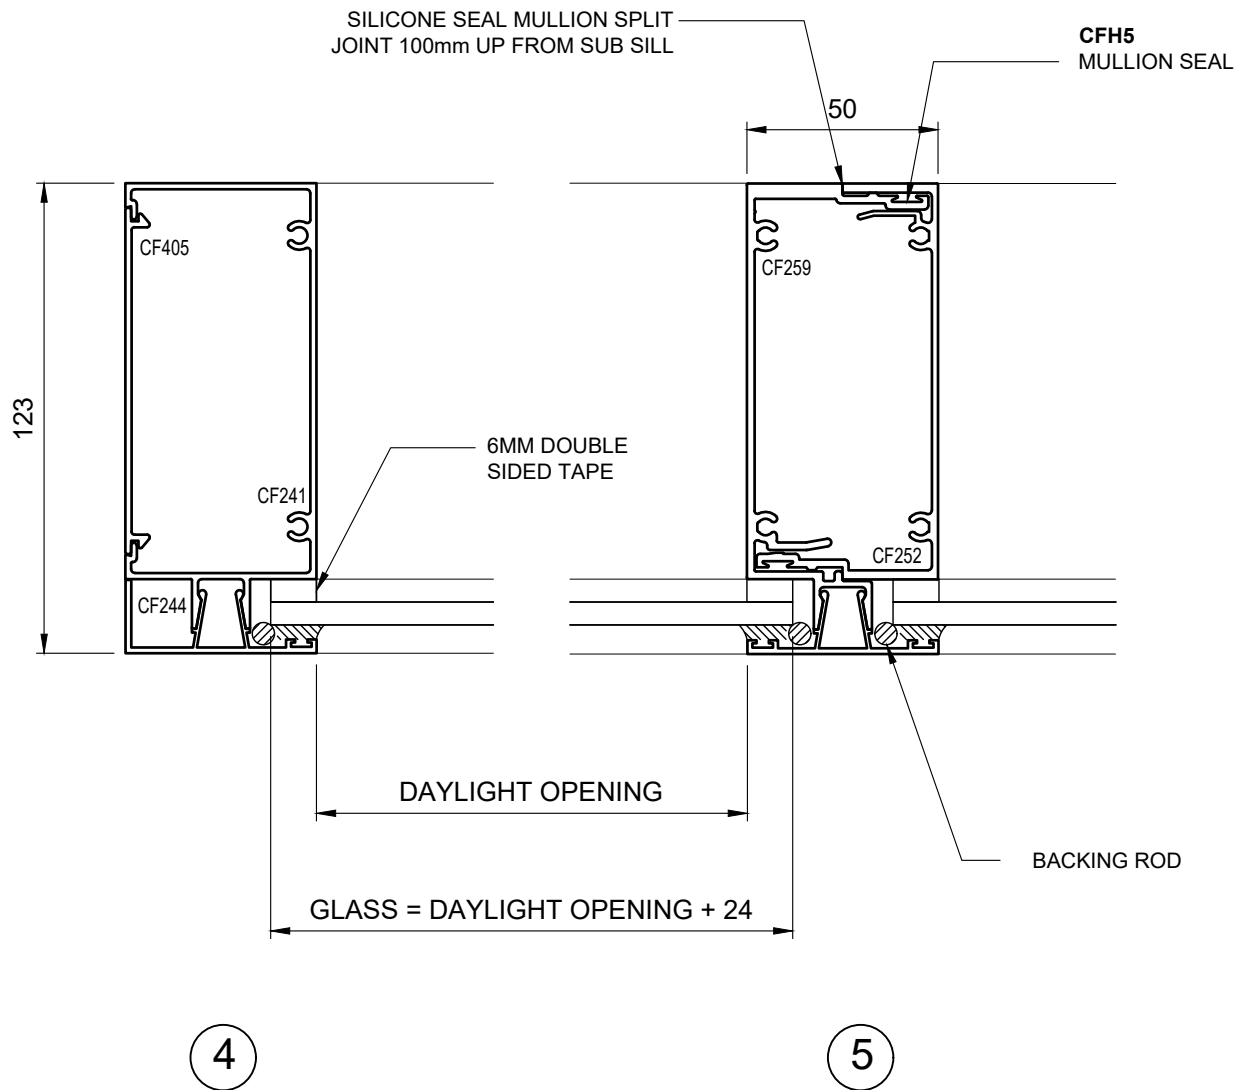 SILICONE SEAL MULLION SPLIT
JOINT 100mm UP FROM SUB SILL
CFH5
MULLION SEAL
50
123
CF405
CF259
6MM DOUBLE
SIDED TAPE
CF241
CF252
CF244
DAYLIGHT OPENING
BACKING ROD
GLASS = DAYLIGHT OPENING + 24
4
5